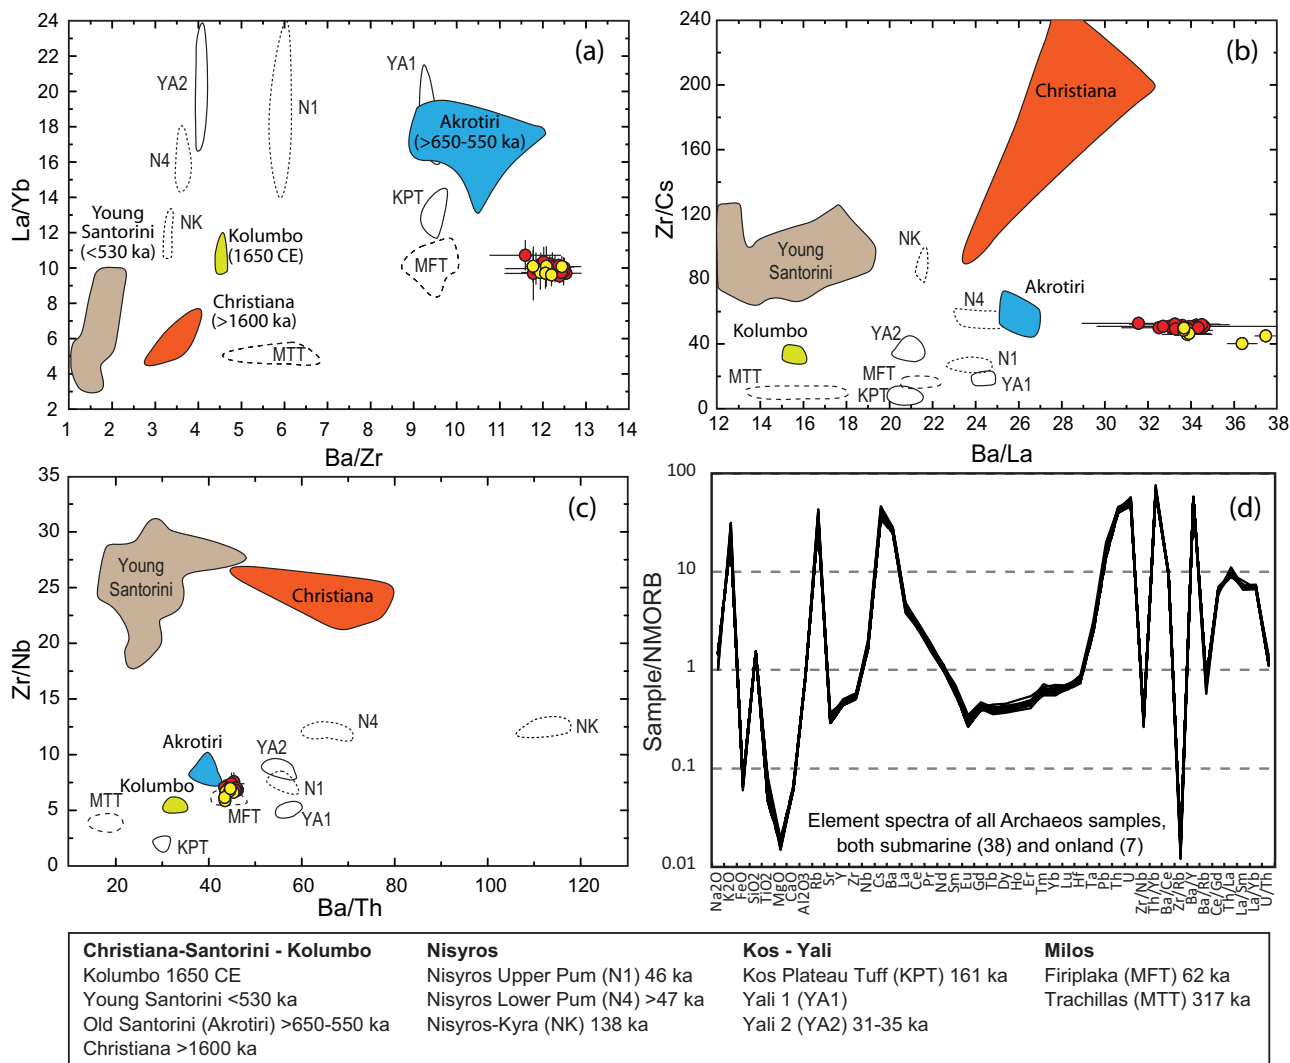 (a)
La/Yb
24
22
20
18
16
14
12
10
8
6
4
2
YA2
N4
N1
YA1
Akrotiri
(>650-550 ka)
KPT
Young
Santorini
(<530 ka)
NK
Kolumbo
(1650 CE)
MFT
Christiana
(>1600 ka)
MTT
1 2 3 4 5 6 7 8 9 10 11 12 13 14
Ba/Zr
(b)
Zr/Cs
240
200
160
120
80
40
0
Christiana
Young
Santorini
NK
Akrotiri
N4
Kolumbo
YA2
N1
MTT
MFT
YA1
KPT
12 14 16 18 20 22 24 26 28 30 32 34 36 38
Ba/La
(c)
Zr/Nb
35
30
25
20
15
10
5
0
Young
Santorini
Christiana
N4
NK
Akrotiri
YA2
Kolumbo
N1
MTT
MFT
YA1
KPT
20 40 60 80 100 120
Ba/Th
(d)
Sample/NMORB
100
10
1
0.1
0.01
Element spectra of all Archaeos samples,
both submarine (38) and onland (7)
Na2O
K2O
FeO
SiO2
TiO2
MgO
CaO
Al2O3
Rb
Sr
Y
Zr
Nb
Cs
Ba
La
Ce
Pr
Nd
Sm
Eu
Gd
Tb
Dy
Ho
Er
Tm
Yb
Lu
Hf
Ta
Pb
Th
U
Zr/Nb
Th/Yb
Ba/Ce
Zr/Rb
Ba/Y
Ba/Rb
Ce/Gd
Th/La
La/Sm
La/Yb
U/Th
Christiana-Santorini - Kolumbo
Kolumbo 1650 CE
Young Santorini <530 ka
Old Santorini (Akrotiri) >650-550 ka
Christiana >1600 ka
Nisyros
Nisyros Upper Pum (N1) 46 ka
Nisyros Lower Pum (N4) >47 ka
Nisyros-Kyra (NK) 138 ka
Kos - Yali
Kos Plateau Tuff (KPT) 161 ka
Yali 1 (YA1)
Yali 2 (YA2) 31-35 ka
Milos
Firiplaka (MFT) 62 ka
Trachillas (MTT) 317 ka